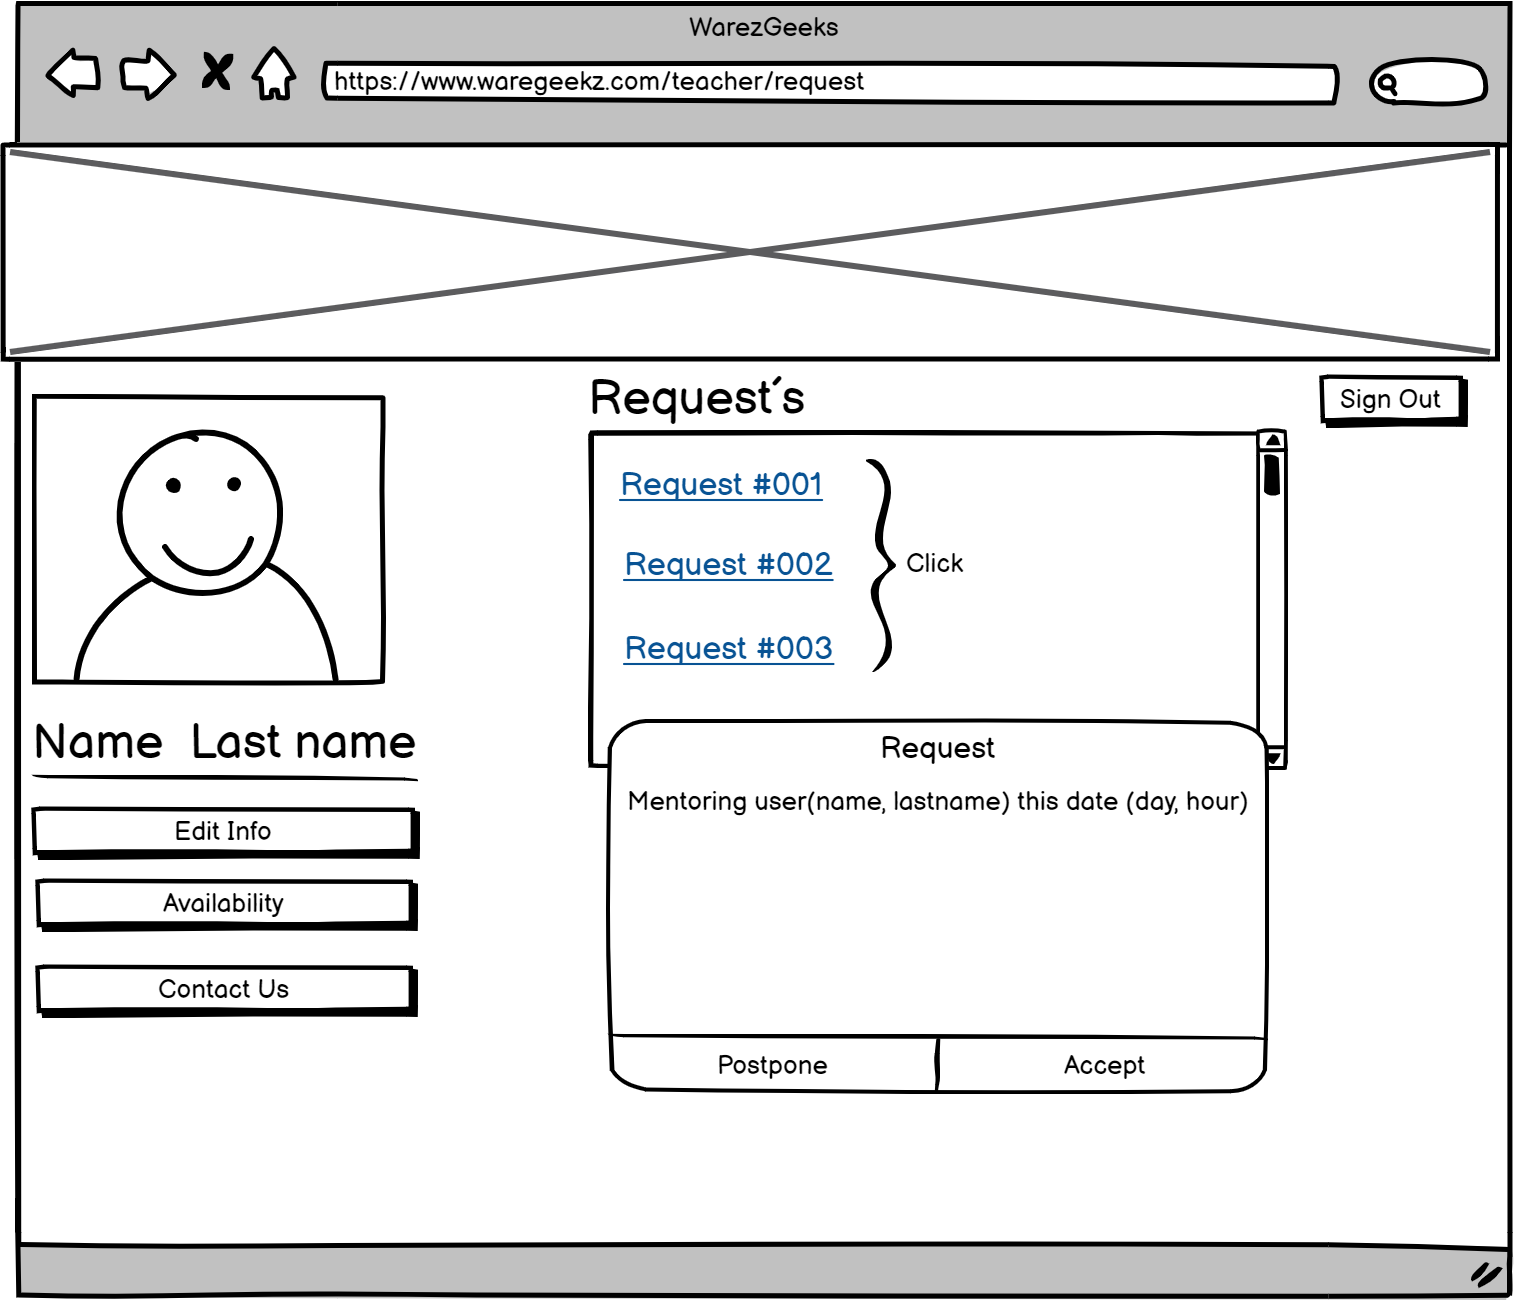 WarezGeeks
https://www.waregeekz.com/teacher/request
Request´s
Sign Out
Request #001
Request #002
Click
Request #003
Name Last name
Edit Info
Availability
Contact Us
Request
Mentoring user(name, lastname) this date (day, hour)
Postpone
Accept